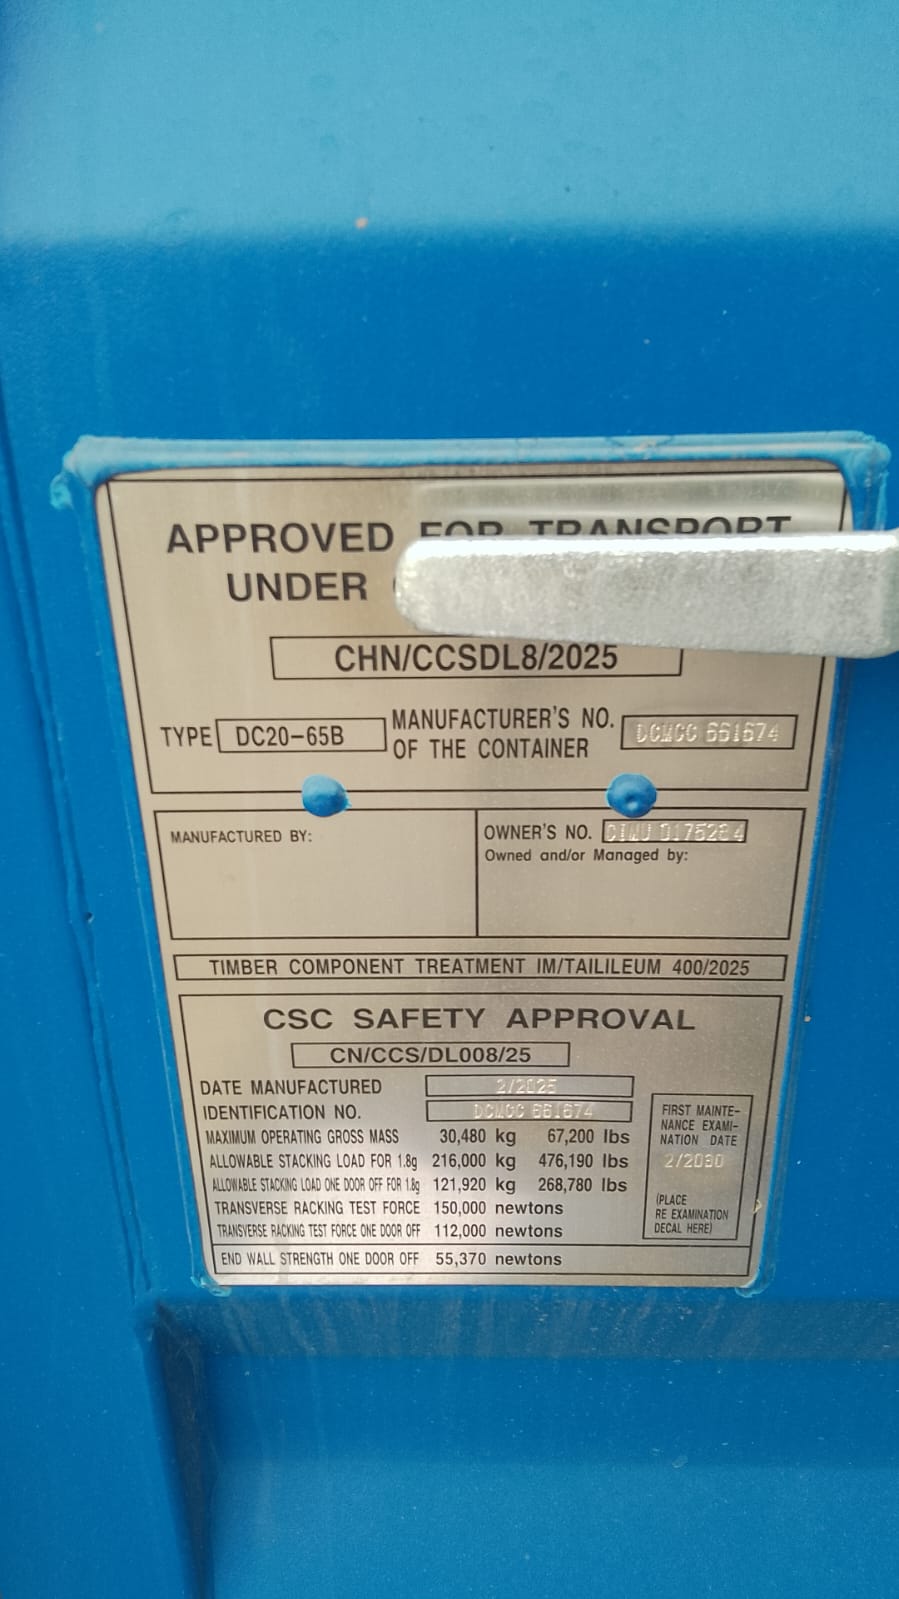 APPROVED FOR TRANSPORT
UNDER
CHN/CCSDL8/2025
TYPE DC20-65B MANUFACTURER'S NO. OF THE CONTAINER DCMCC 661674
MANUFACTURED BY:
OWNER'S NO.
Owned and/or Managed by:
TIMBER COMPONENT TREATMENT IM/TAILILEUM 400/2025
CSC SAFETY APPROVAL
CN/CCS/DL008/25
DATE MANUFACTURED 2/2025
IDENTIFICATION NO. DCMCC 661674
MAXIMUM OPERATING GROSS MASS 30,480 kg 67,200 lbs
ALLOWABLE STACKING LOAD FOR 1.8g 216,000 kg 476,190 lbs
ALLOWABLE STACKING LOAD ONE DOOR OFF FOR 1.8g 121,920 kg 268,780 lbs
TRANSVERSE RACKING TEST FORCE 150,000 newtons
TRANSVERSE RACKING TEST FORCE ONE DOOR OFF 112,000 newtons
END WALL STRENGTH ONE DOOR OFF 55,370 newtons
FIRST MAINTE-
NANCE EXAMI-
NATION DATE
2/2030
(PLACE
RE EXAMINATION
DECAL HERE)